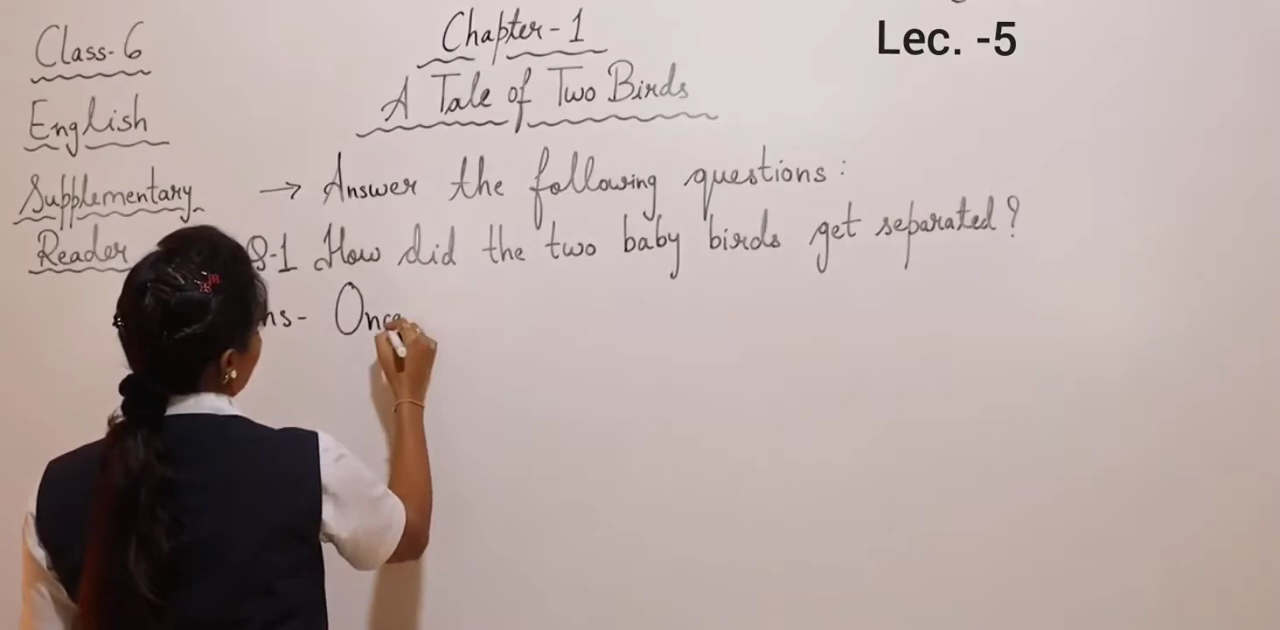 Class-6
English
Supplementary
Reader
Chapter-1
A Tale of Two Birds
Lec. -5
→ Answer the following questions:
Q-1 How did the two baby birds get separated?
ns- Once